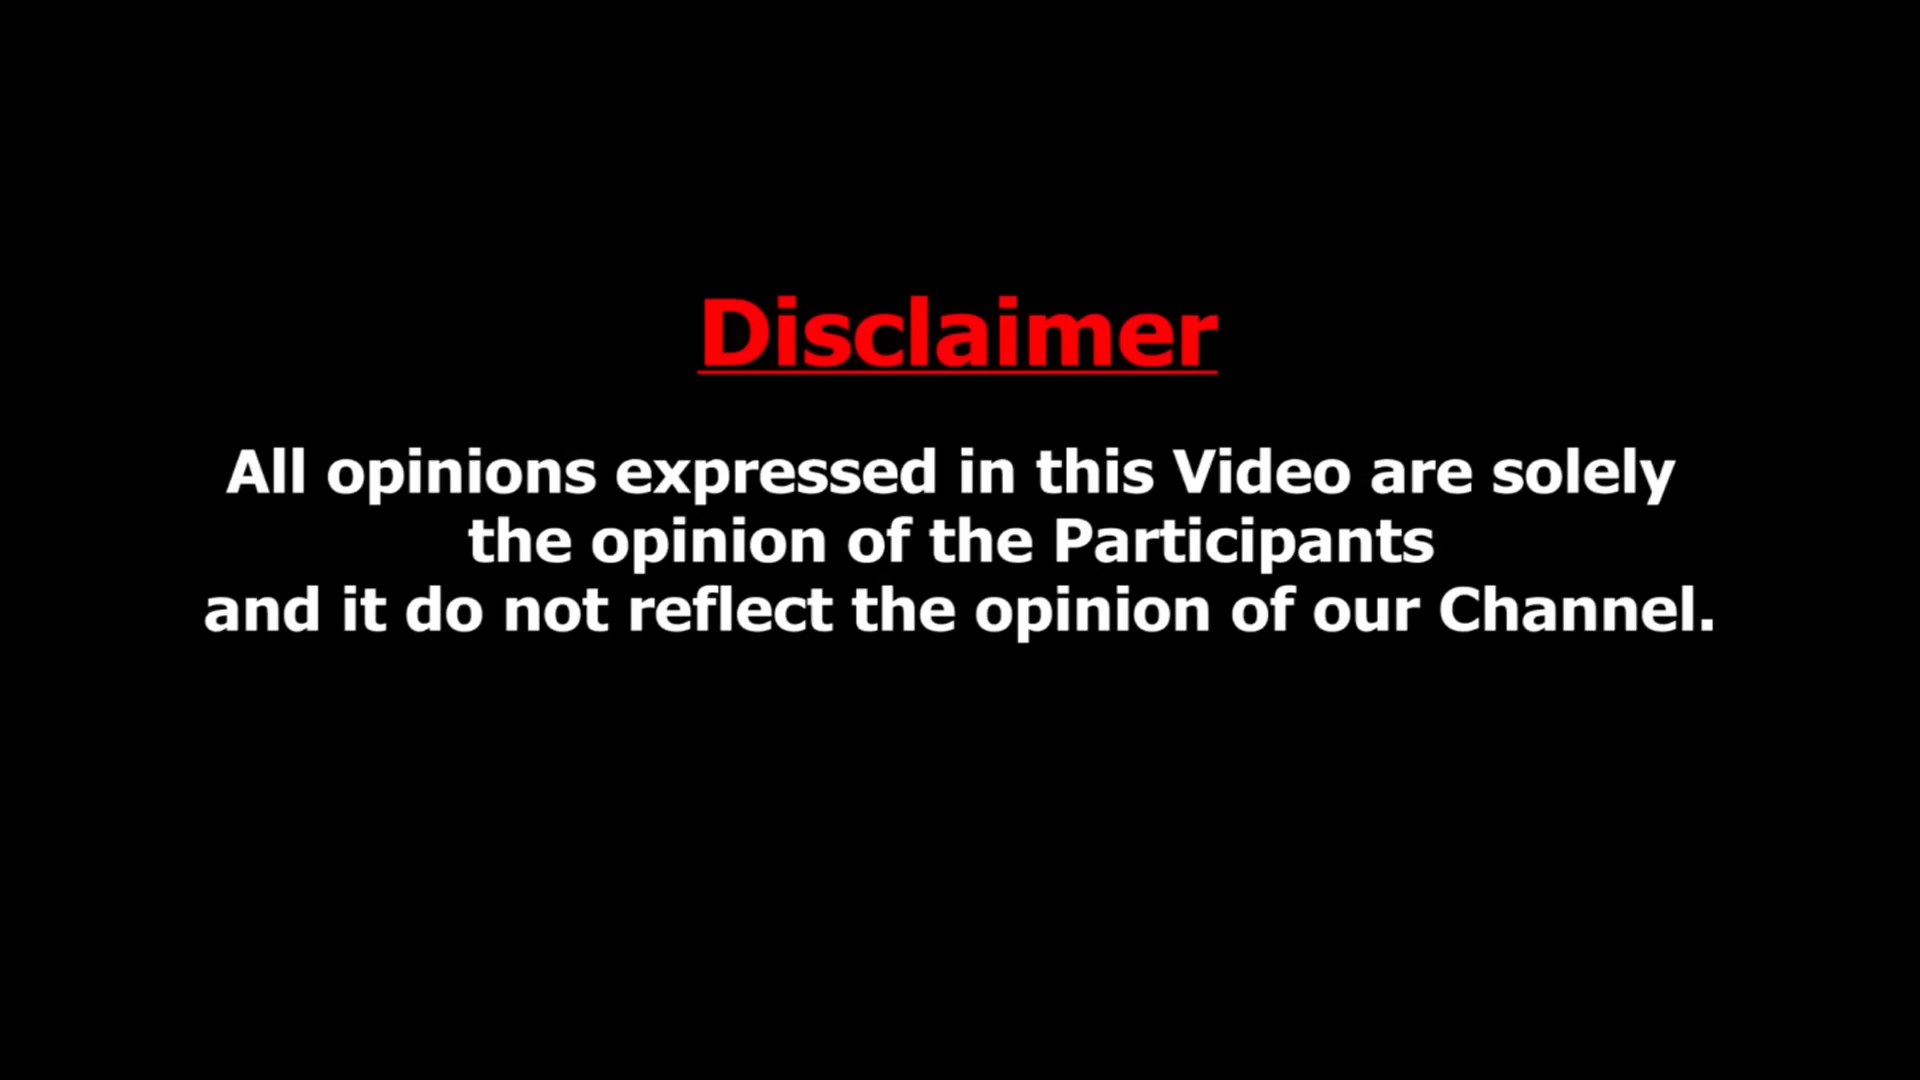 Disclaimer
All opinions expressed in this Video are solely
the opinion of the Participants
and it do not reflect the opinion of our Channel.